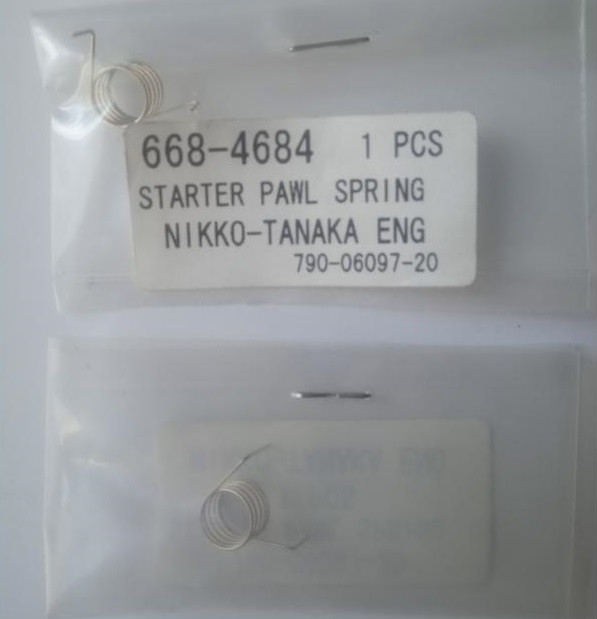 668-4684 1 PCS
STARTER PAWL SPRING
NIKKO-TANAKA ENG
790-06097-20